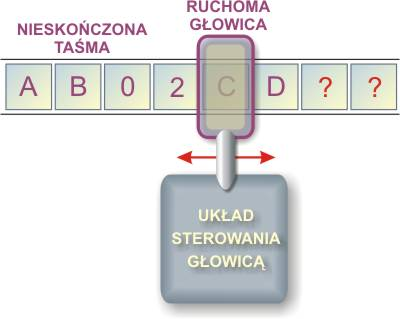 RUCHOMA
GŁOWICA
NIESKOŃCZONA
TAŚMA
A B 0 2 C D ? ?
UKŁAD
STEROWANIA
GŁOWICĄ